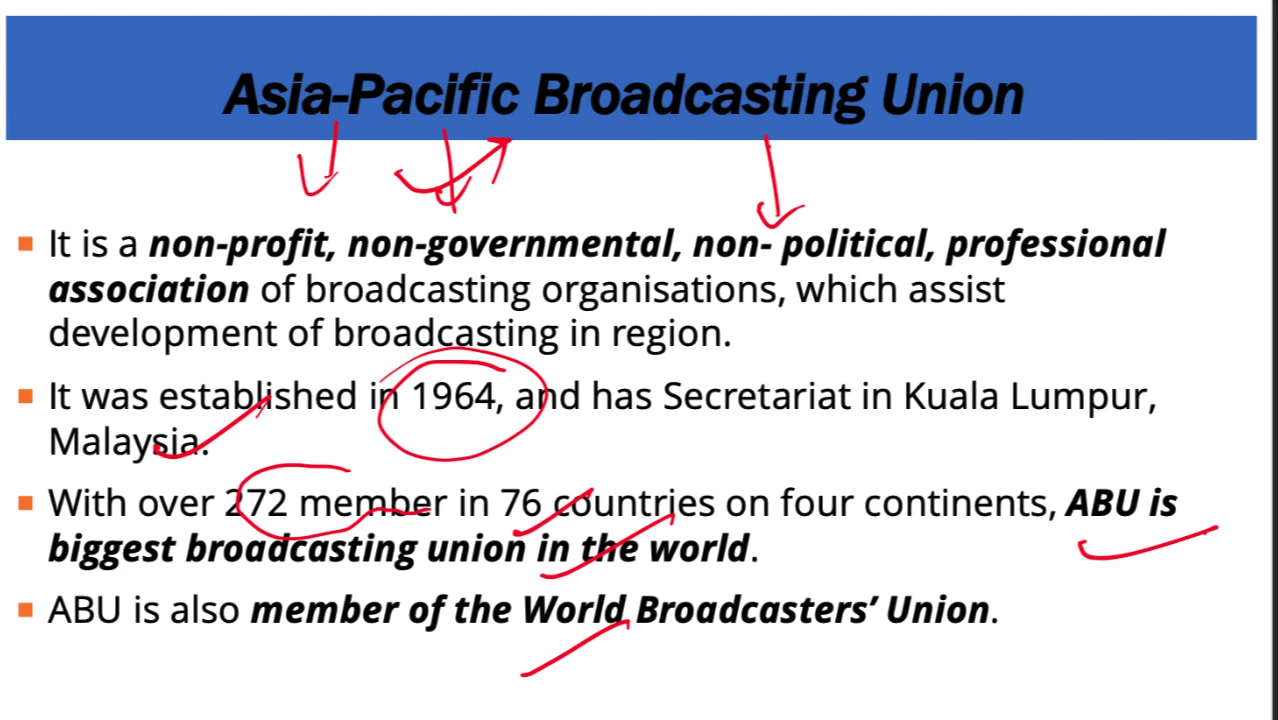 Asia-Pacific Broadcasting Union
It is a non-profit, non-governmental, non- political, professional
association of broadcasting organisations, which assist
development of broadcasting in region.
It was established in 1964, and has Secretariat in Kuala Lumpur,
Malaysia.
With over 272 member in 76 countries on four continents, ABU is
biggest broadcasting union in the world.
ABU is also member of the World Broadcasters’ Union.